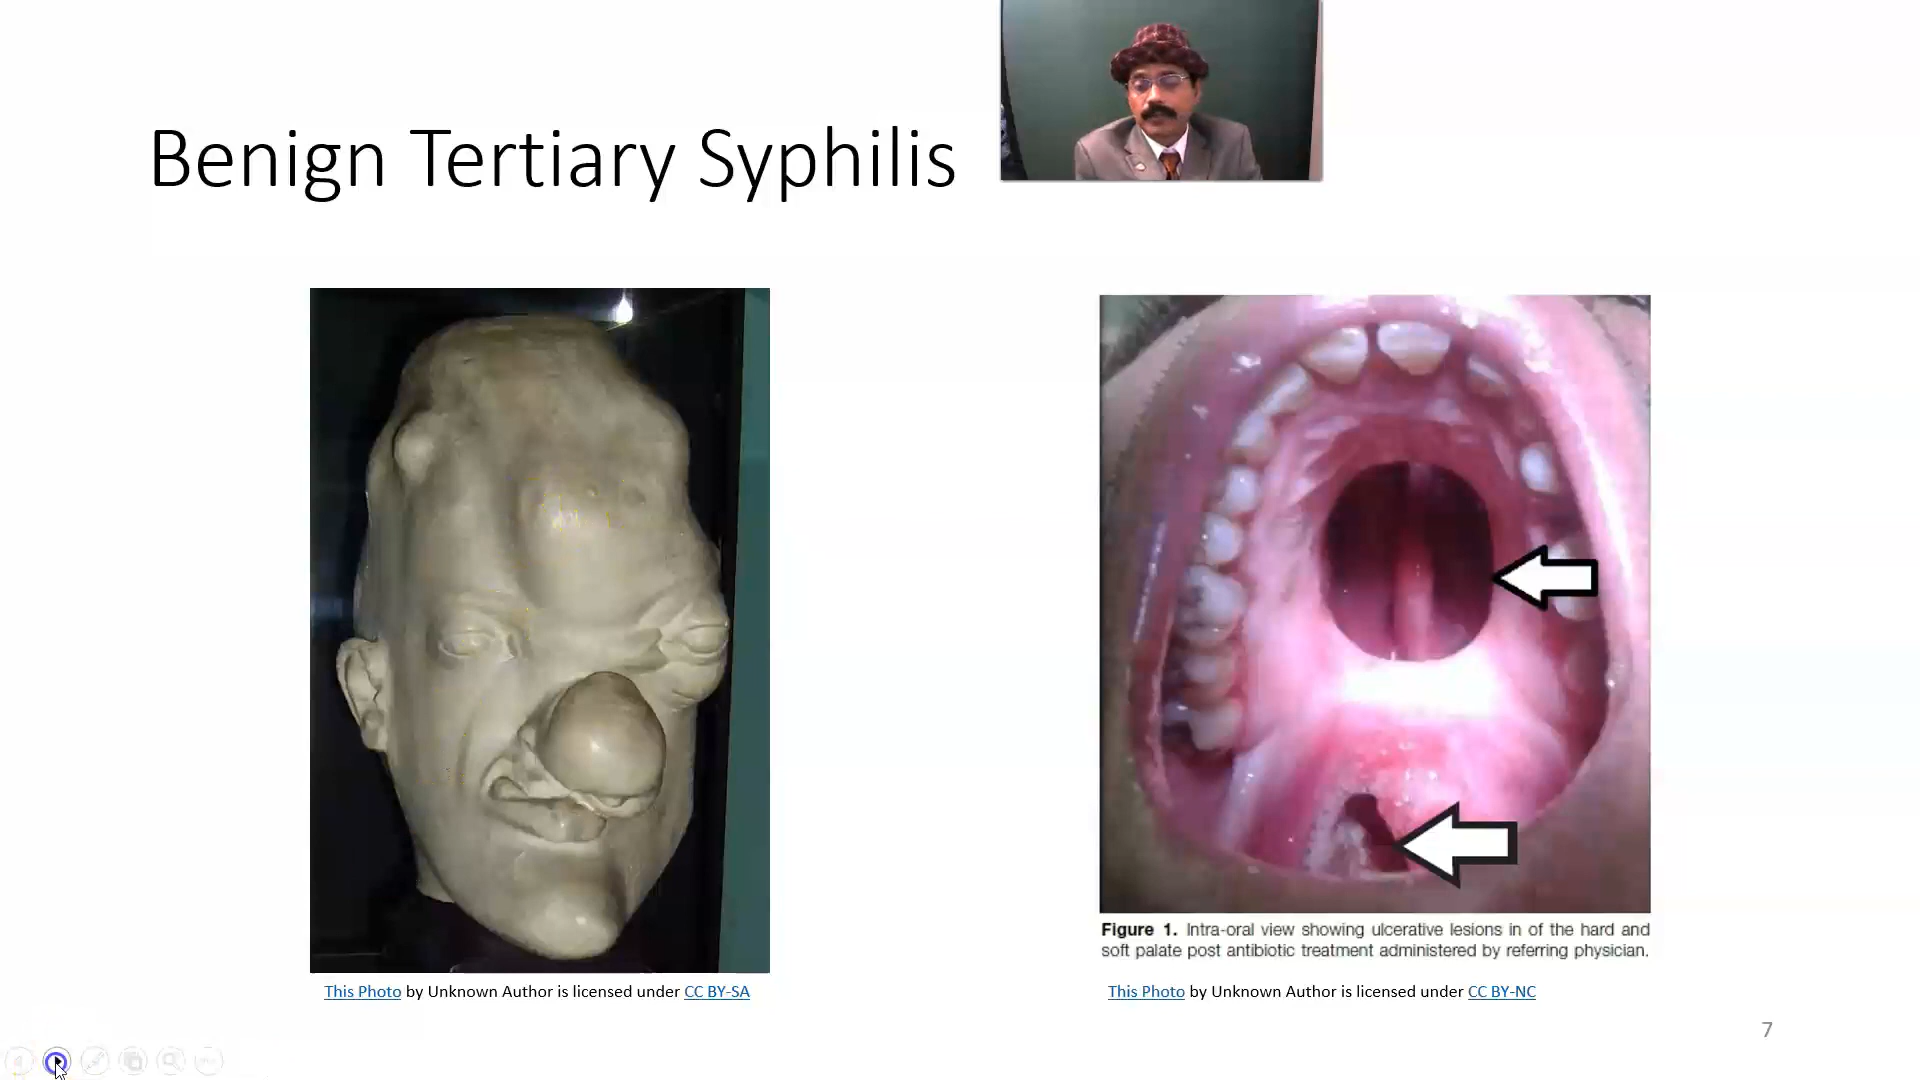 Benign Tertiary Syphilis
Figure 1. Intra-oral view showing ulcerative lesions in of the hard and
soft palate post antibiotic treatment administered by referring physician.
This Photo by Unknown Author is licensed under CC BY-SA
This Photo by Unknown Author is licensed under CC BY-NC
7